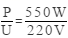 P/U = 550W/220V